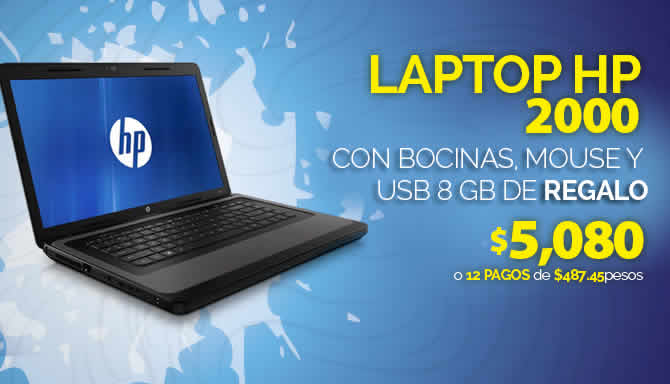 hp
LAPTOP HP
2000
CON BOCINAS, MOUSE Y
USB 8 GB DE REGALO
$5,080
o 12 PAGOS de $487.45pesos